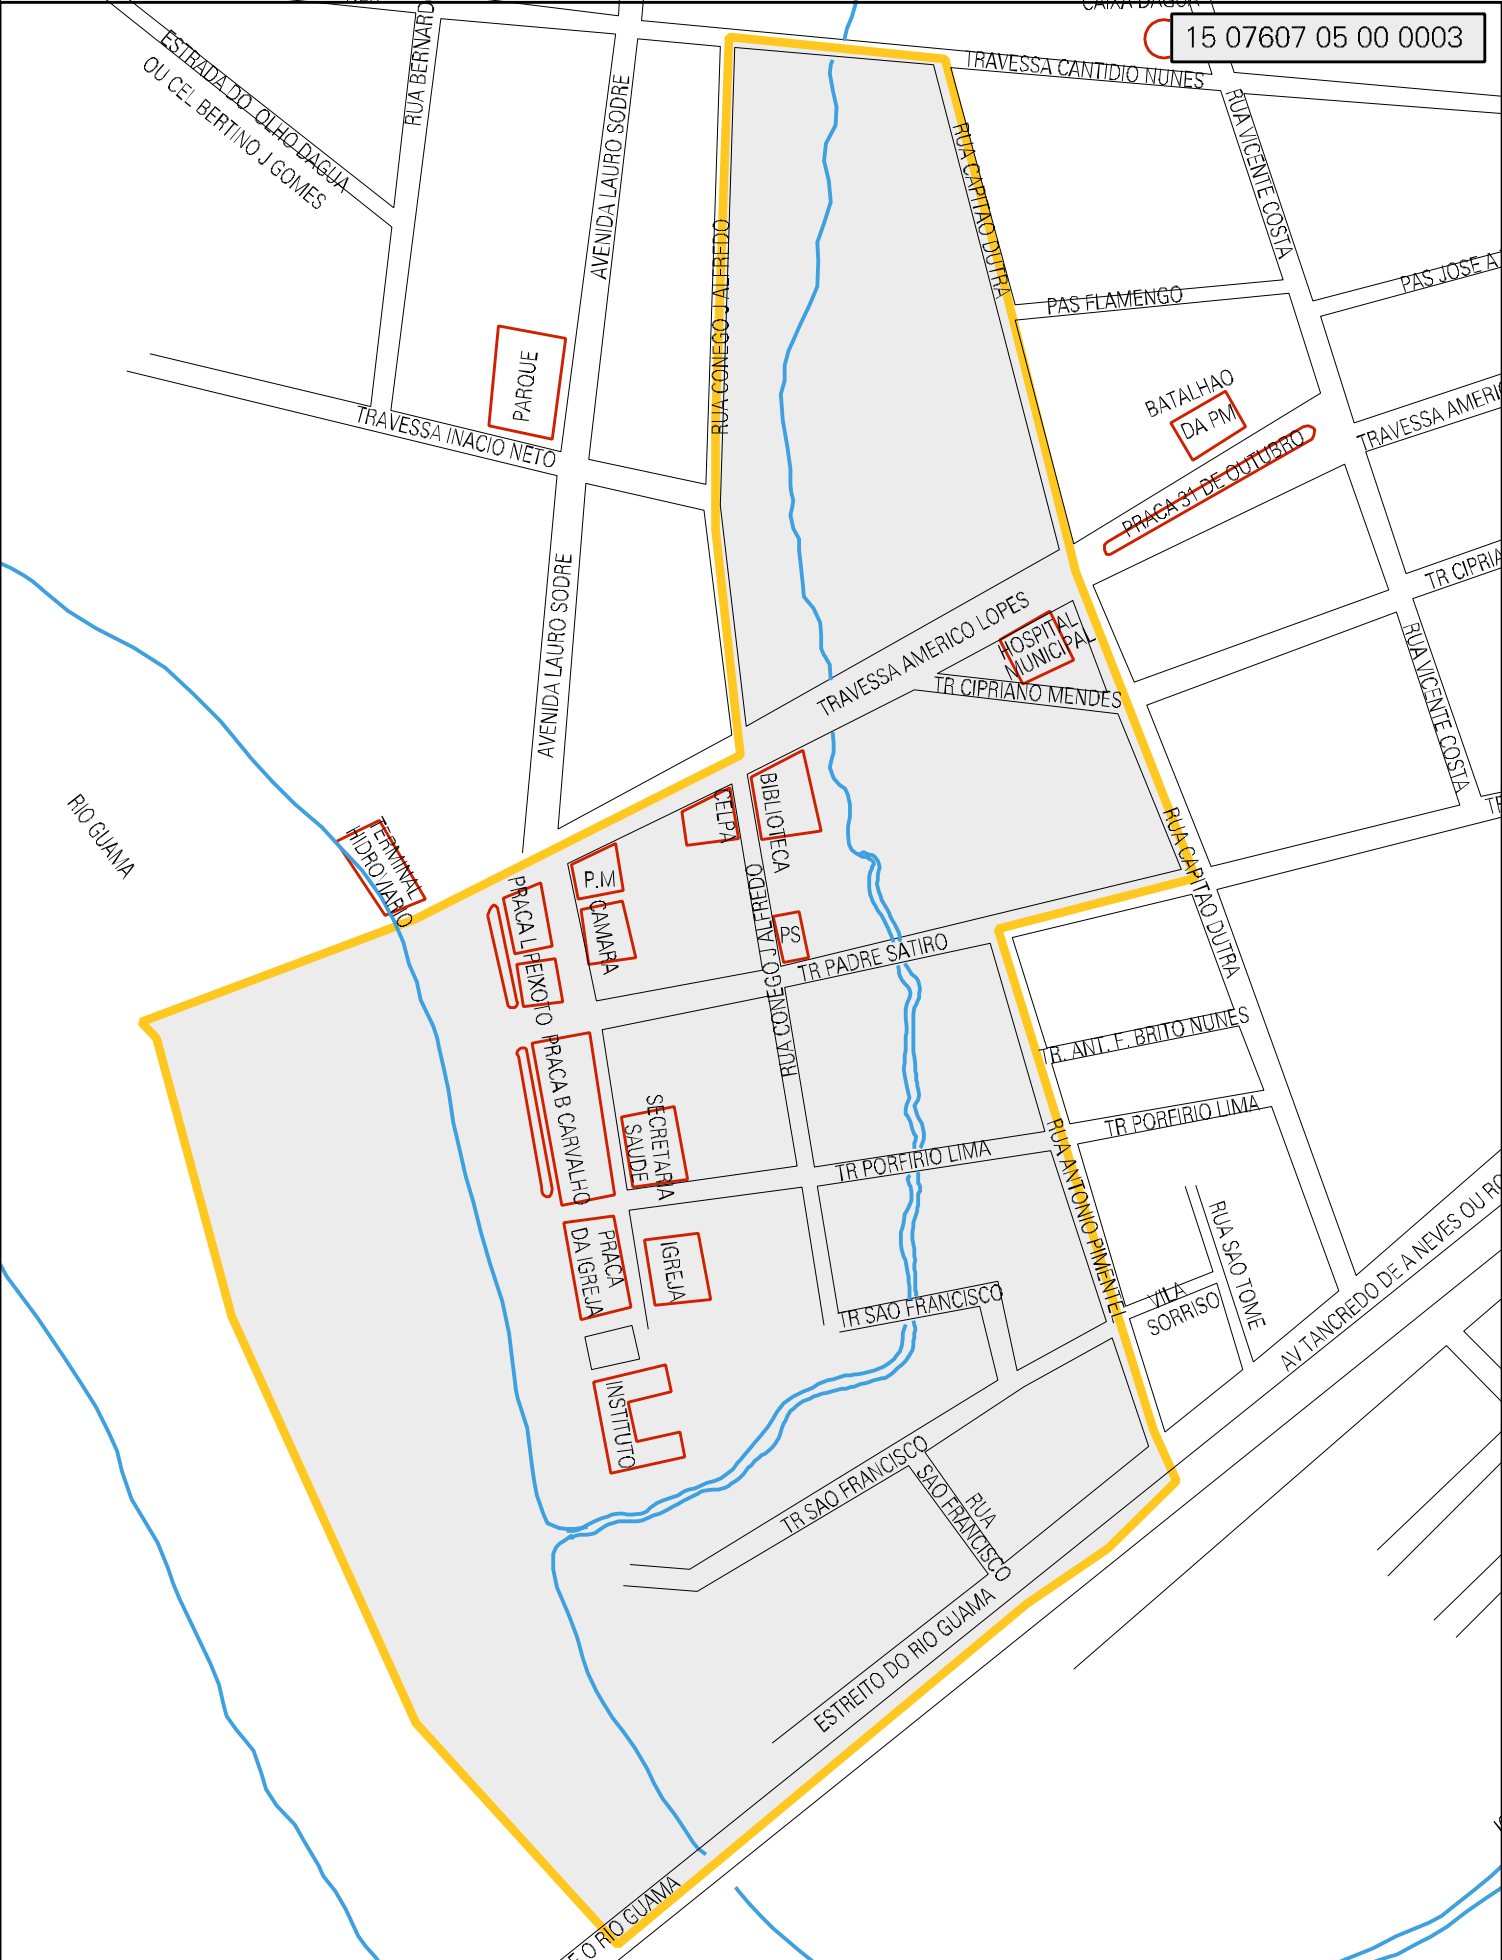 CAIXA DAGUA
15 07607 05 00 0003
ESTRADA DO OLHO DAGUA
OU CEL BERTINO J GOMES
RUA BERNARD
AVENIDA LAURO SODRE
TRAVESSA CANTIDIO NUNES
RUA CAPITAO DUTRA
RUA VICENTE COSTA
RUA CONEGO J ALFREDO
PAS FLAMENGO
PAS JOSE A
PARQUE
BATALHAO
DA PM
TRAVESSA INACIO NETO
TRAVESSA AMERI
PRACA 31 DE OUTUBRO
AVENIDA LAURO SODRE
TR CIPRIA
TRAVESSA AMERICO LOPES
HOSPITAL
MUNICIPAL
TR CIPRIANO MENDES
RUA VICENTE COSTA
RIO GUAMA
TERMINAL
HIDROVIARIO
CELPA
BIBLIOTECA
TR
RUA CAPITAO DUTRA
P.M
CAMARA
PRACA L PEIXOTO
RUA CONEGO J ALFREDO
PS
TR PADRE SATIRO
TR. ANT. F. BRITO NUNES
PRACA B CARVALHO
SECRETARIA
SAUDE
TR PORFIRIO LIMA
TR PORFIRIO LIMA
RUA ANTONIO PIMENTEL
PRACA
DA IGREJA
IGREJA
RUA SAO TOME
VILA
SORRISO
AV TANCREDO DE A NEVES OU RO
TR SAO FRANCISCO
INSTITUTO
TR SAO FRANCISCO
RUA
SAO FRANCISCO
ESTREITO DO RIO GUAMA
O RIO GUAMA